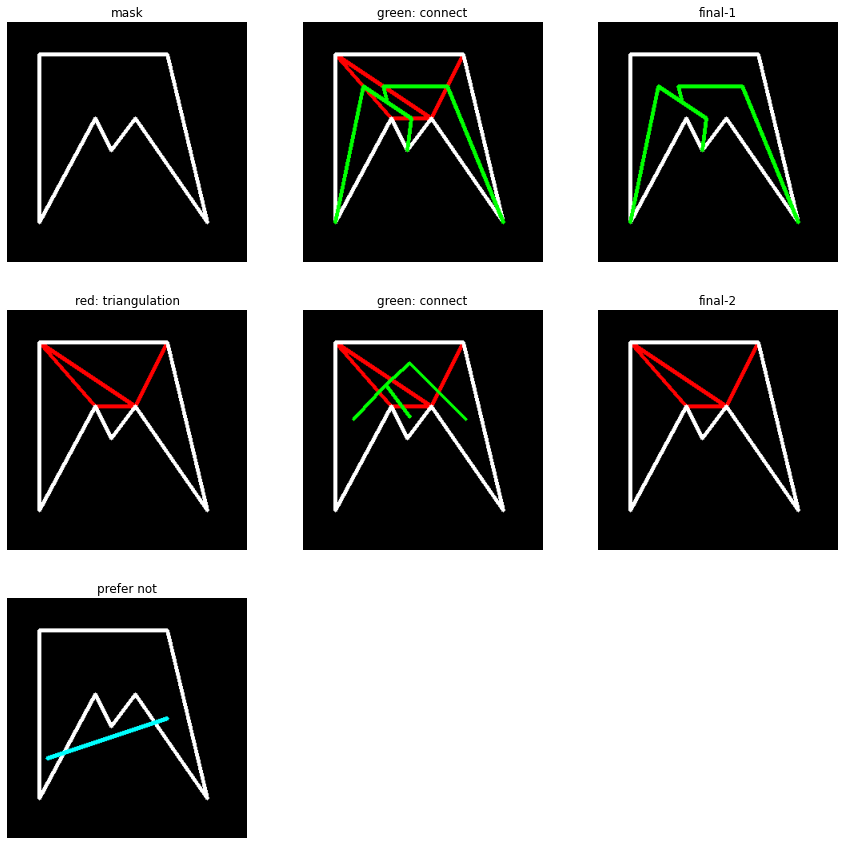 mask
green: connect
final-1
red: triangulation
green: connect
final-2
prefer not